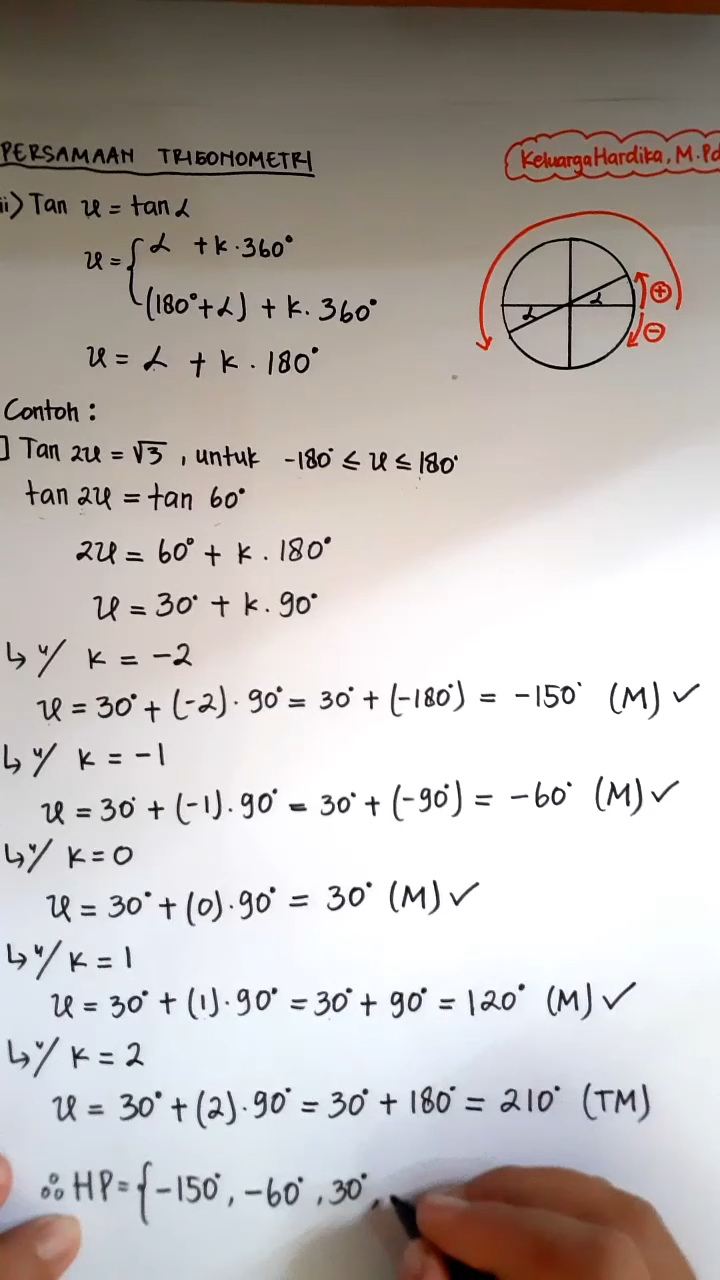 PERSAMAAN TRIGONOMETRI
Keluarga Hardika, M.Pd
ii) Tan x = tan α
x = { α + k·360°
(180°+α) + k. 360°
x = α + k. 180°
α α ⊕
⊖
Contoh :
] Tan 2x = √3 , untuk -180° ≤ x ≤ 180°
tan 2x = tan 60°
2x = 60° + k . 180°
x = 30° + k. 90°
↳ u/ k = -2
x = 30° + (-2)· 90° = 30° + (-180°) = -150° (M) ✓
↳ u/ k = -1
x = 30° + (-1)·90° = 30° + (-90°) = -60° (M) ✓
↳ u/ k = 0
x = 30° + (0)·90° = 30° (M) ✓
↳ u/ k = 1
x = 30° + (1)·90° = 30° + 90° = 120° (M) ✓
↳ u/ k = 2
x = 30° + (2)·90° = 30° + 180° = 210° (TM)
∴ HP = {-150°, -60°, 30°,